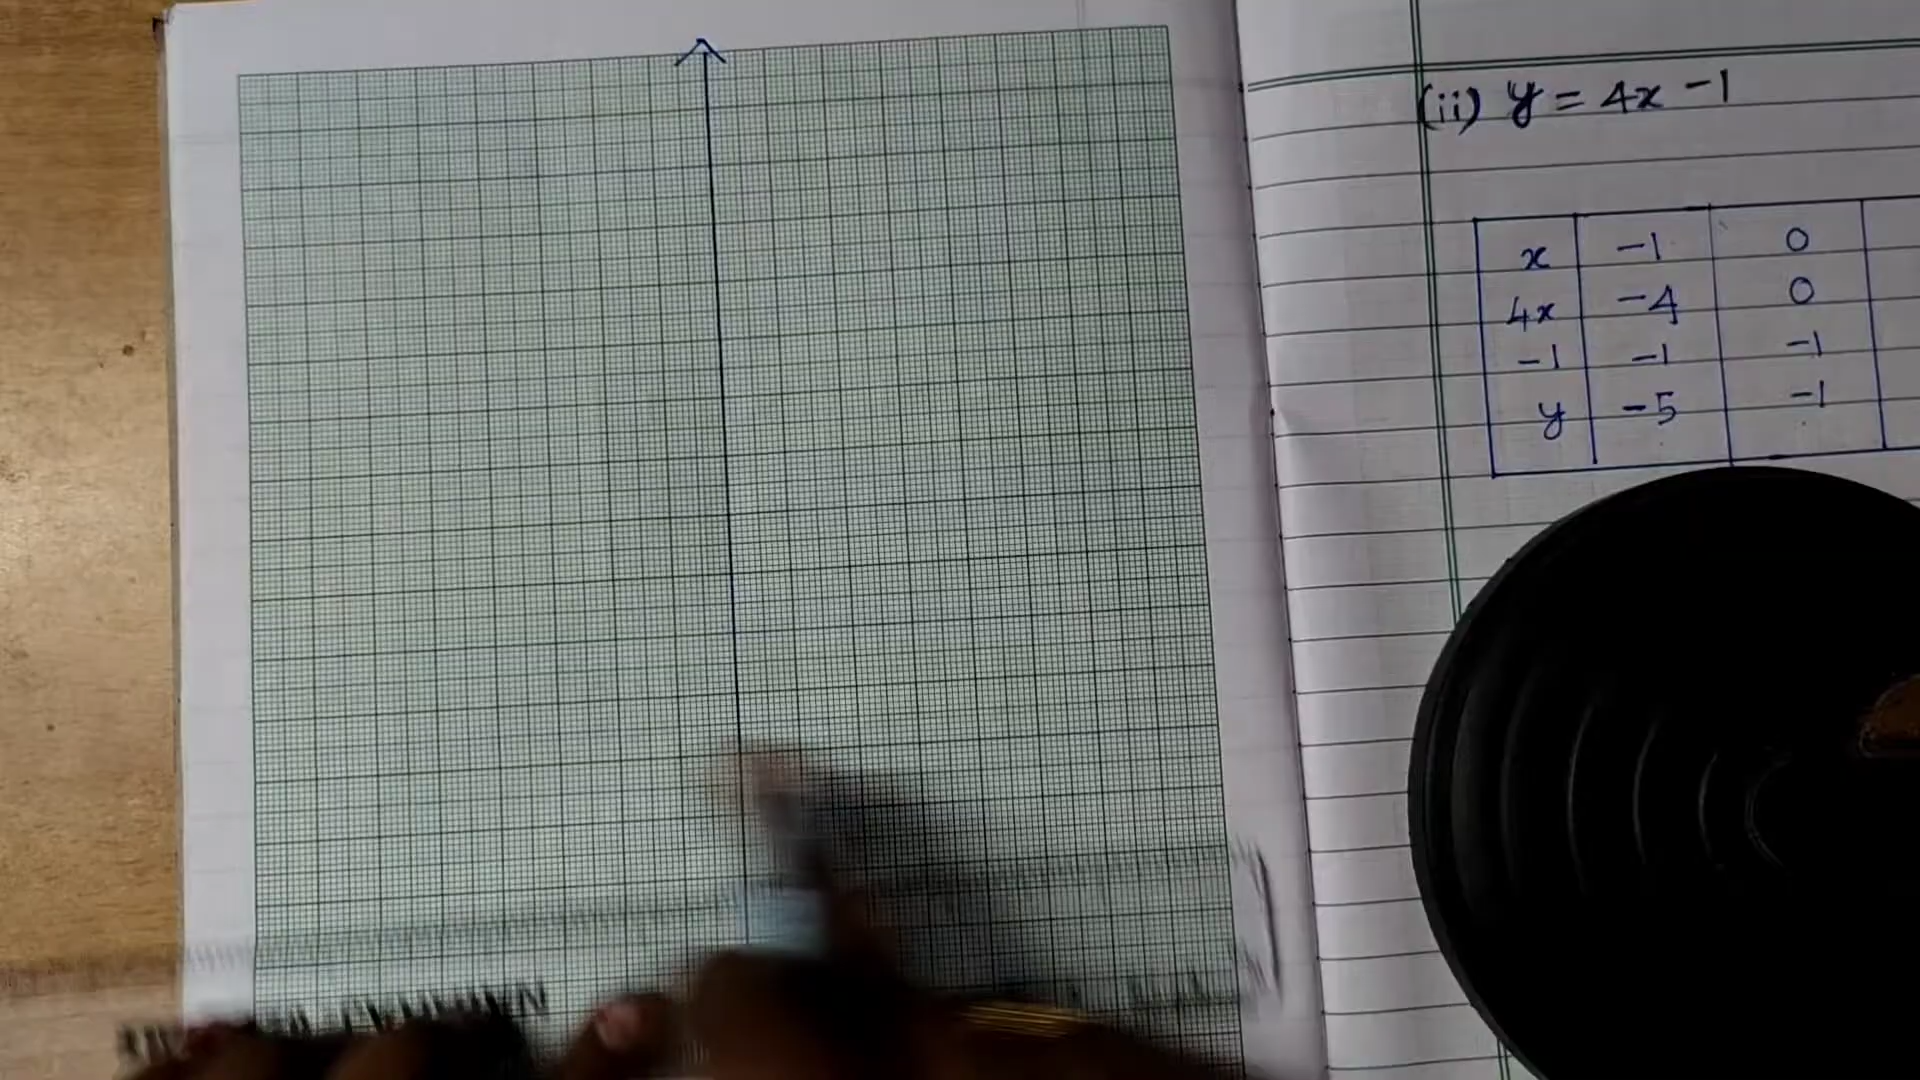 (ii) y = 4x - 1
x -1 0
4x -4 0
-1 -1 -1
y -5 -1